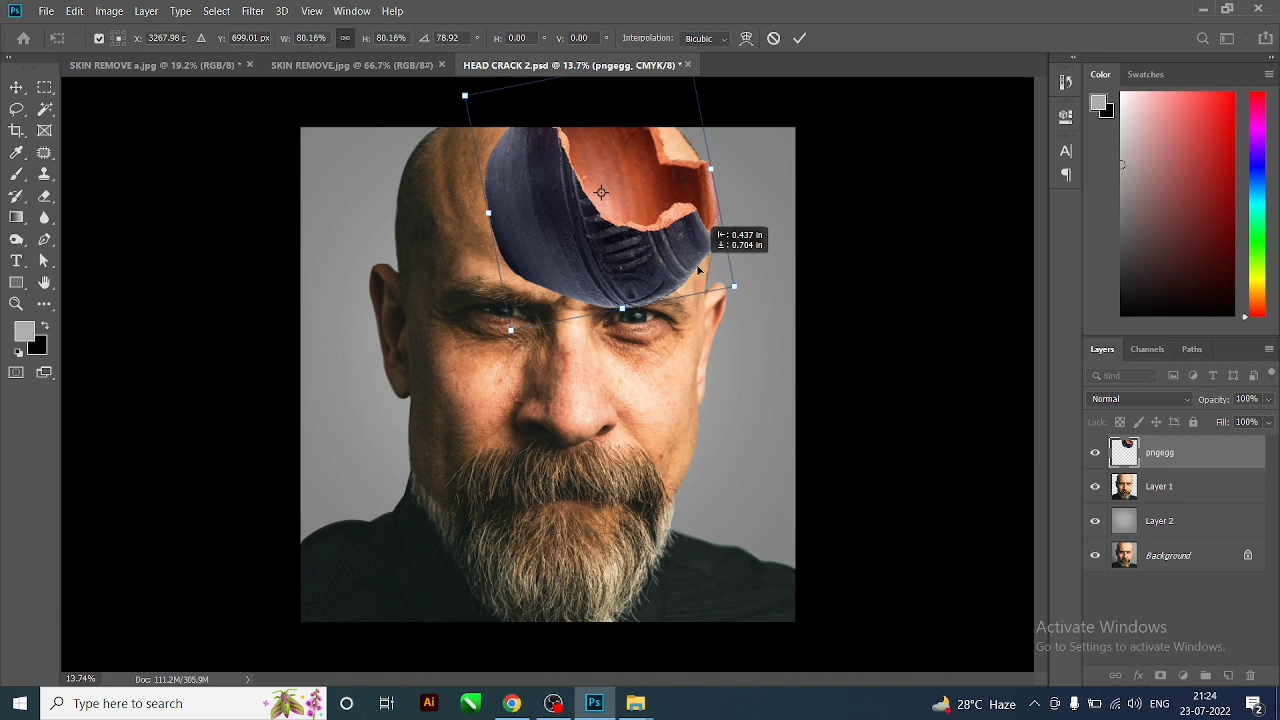 Ps File Edit Image Layer Type Select Filter 3D View Window Help
X: 3267.98 p Y: 699.01 px W: 80.16% H: 80.16% 78.92 ° H: 0.00 ° V: 0.00 ° Interpolation: Bicubic
SKIN REMOVE a.jpg @ 19.2% (RGB/8) * SKIN REMOVE.jpg @ 66.7% (RGB/8#) HEAD CRACK 2.psd @ 13.7% (pngegg, CMYK/8) *
Color Swatches
: 0.437 in
: 0.704 in
Layers Channels Paths
Kind
Normal Opacity: 100%
Lock: Fill: 100%
pngegg
Layer 1
Layer 2
Background
Activate Windows
Go to Settings to activate Windows.
13.74% Doc: 111.2M/305.9M
Type here to search
Ai
Ps
28°C Haze
ENG
21:24
23-07-2022